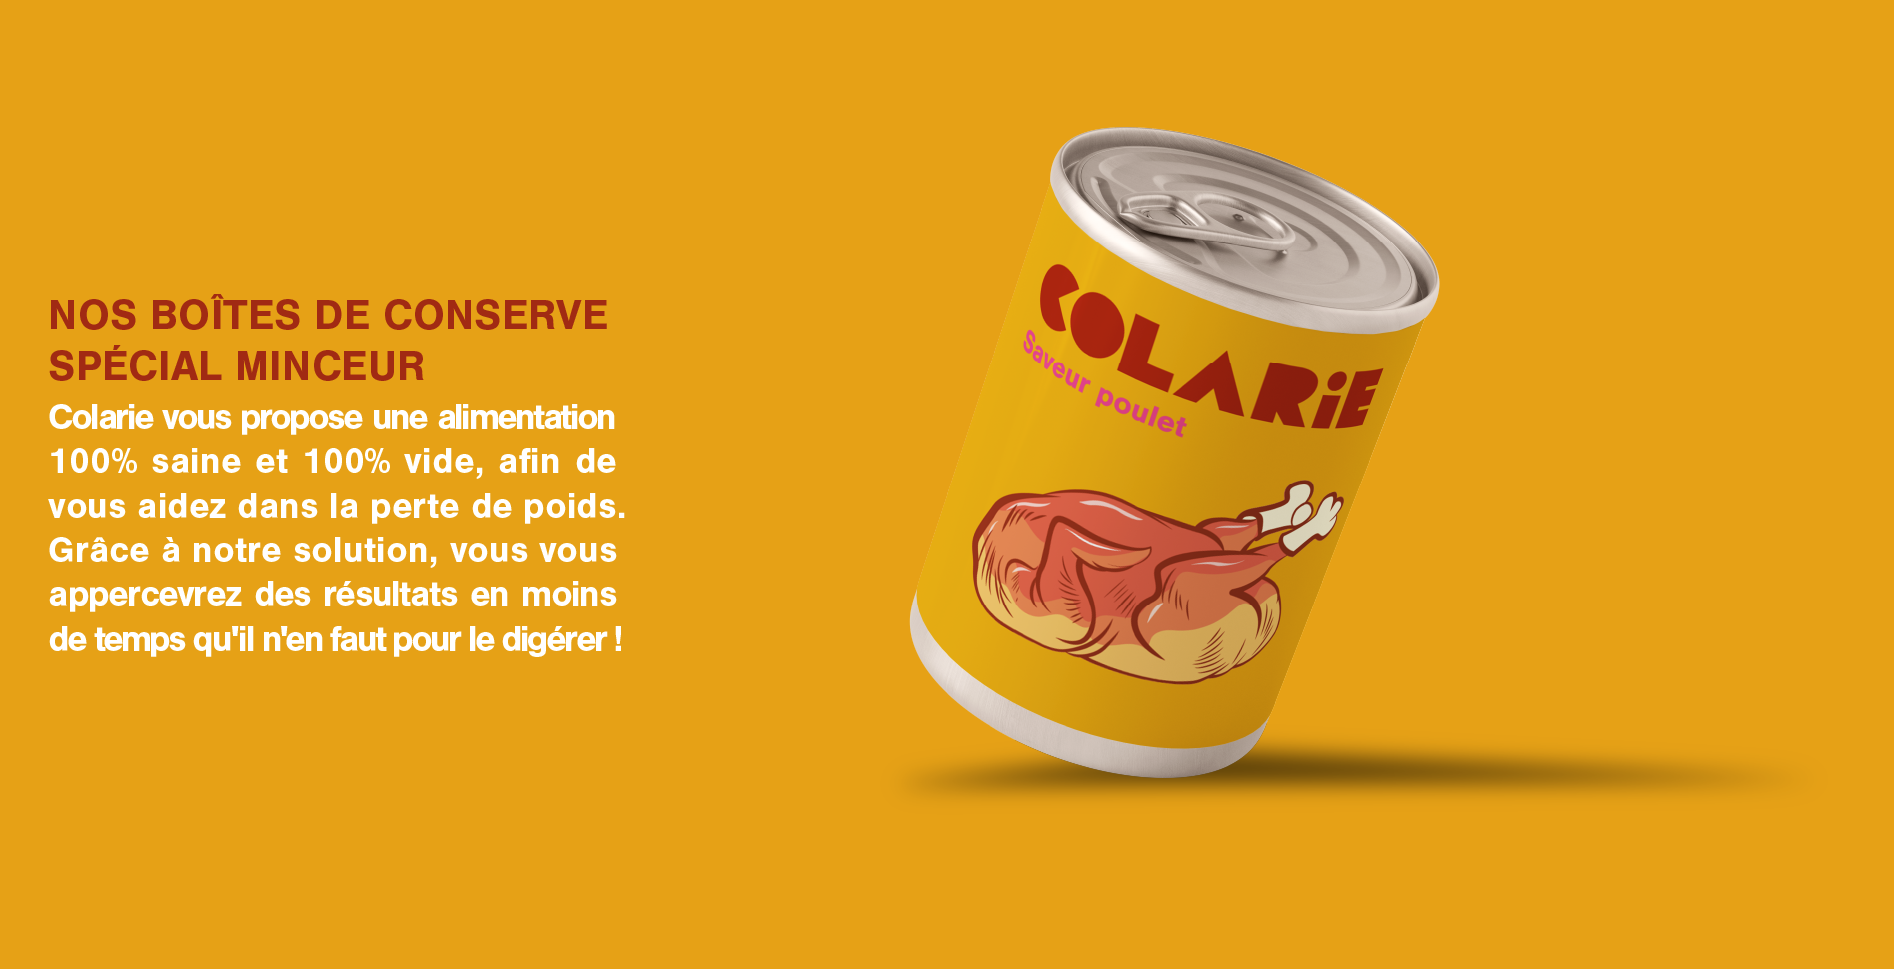 NOS BOÎTES DE CONSERVE
SPÉCIAL MINCEUR
Colarie vous propose une alimentation
100% saine et 100% vide, afin de
vous aidez dans la perte de poids.
Grâce à notre solution, vous vous
appercevrez des résultats en moins
de temps qu'il n'en faut pour le digérer !
COLARiE
Saveur poulet